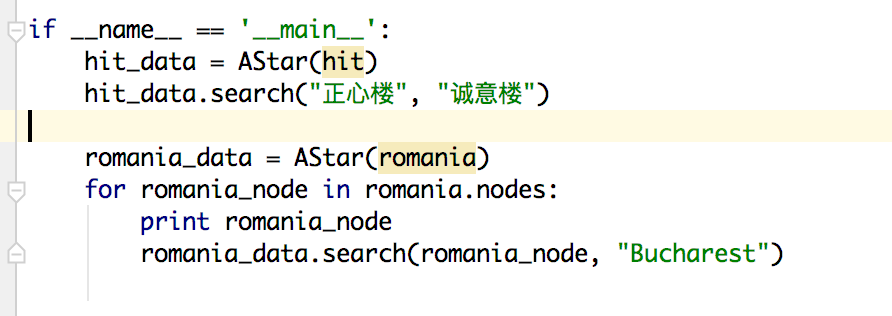 if __name__ == '__main__':
    hit_data = AStar(hit)
    hit_data.search("正心楼", "诚意楼")

    romania_data = AStar(romania)
    for romania_node in romania.nodes:
        print romania_node
        romania_data.search(romania_node, "Bucharest")